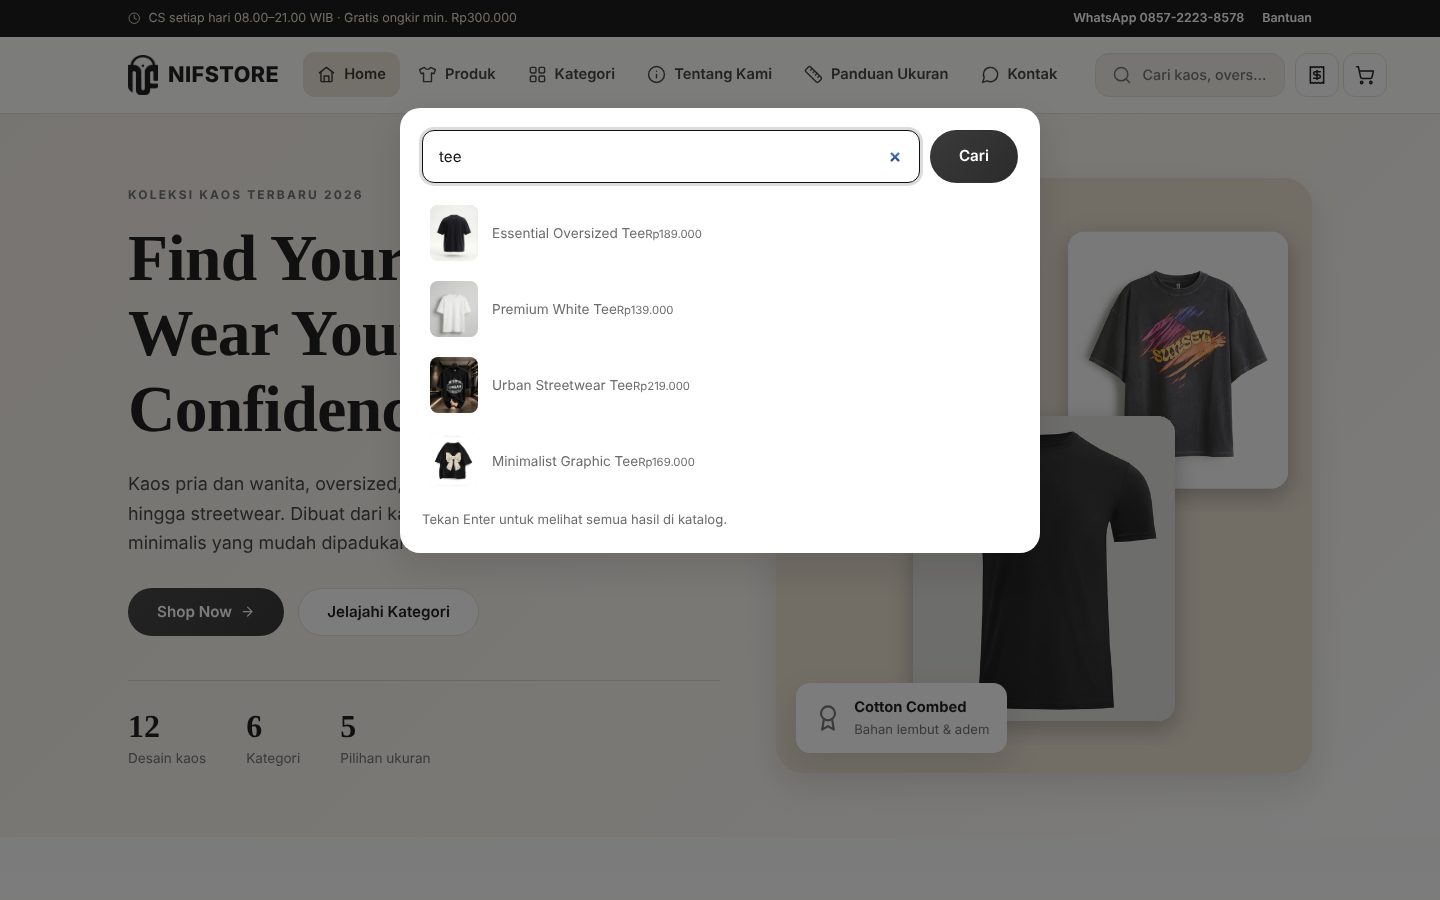 CS setiap hari 08.00–21.00 WIB · Gratis ongkir min. Rp300.000
WhatsApp 0857-2223-8578
Bantuan
NIFSTORE
Home
Produk
Kategori
Tentang Kami
Panduan Ukuran
Kontak
Cari kaos, overs...
tee
Cari
Essential Oversized TeeRp189.000
Premium White TeeRp139.000
Urban Streetwear TeeRp219.000
Minimalist Graphic TeeRp169.000
Tekan Enter untuk melihat semua hasil di katalog.
KOLEKSI KAOS TERBARU 2026
Find Your
Wear You
Confidenc
Kaos pria dan wanita, oversized,
hingga streetwear. Dibuat dari ka
minimalis yang mudah dipadukan
Shop Now
Jelajahi Kategori
12
Desain kaos
6
Kategori
5
Pilihan ukuran
SUNSET
Cotton Combed
Bahan lembut & adem